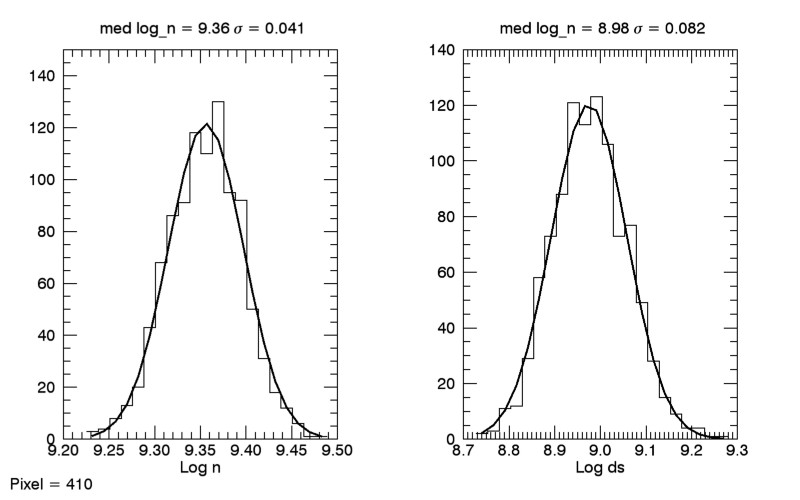 med log_n = 9.36 σ = 0.041
140
120
100
80
60
40
20
0
9.20 9.25 9.30 9.35 9.40 9.45 9.50
Log n
med log_n = 8.98 σ = 0.082
140
120
100
80
60
40
20
0
8.7 8.8 8.9 9.0 9.1 9.2 9.3
Log ds
Pixel = 410